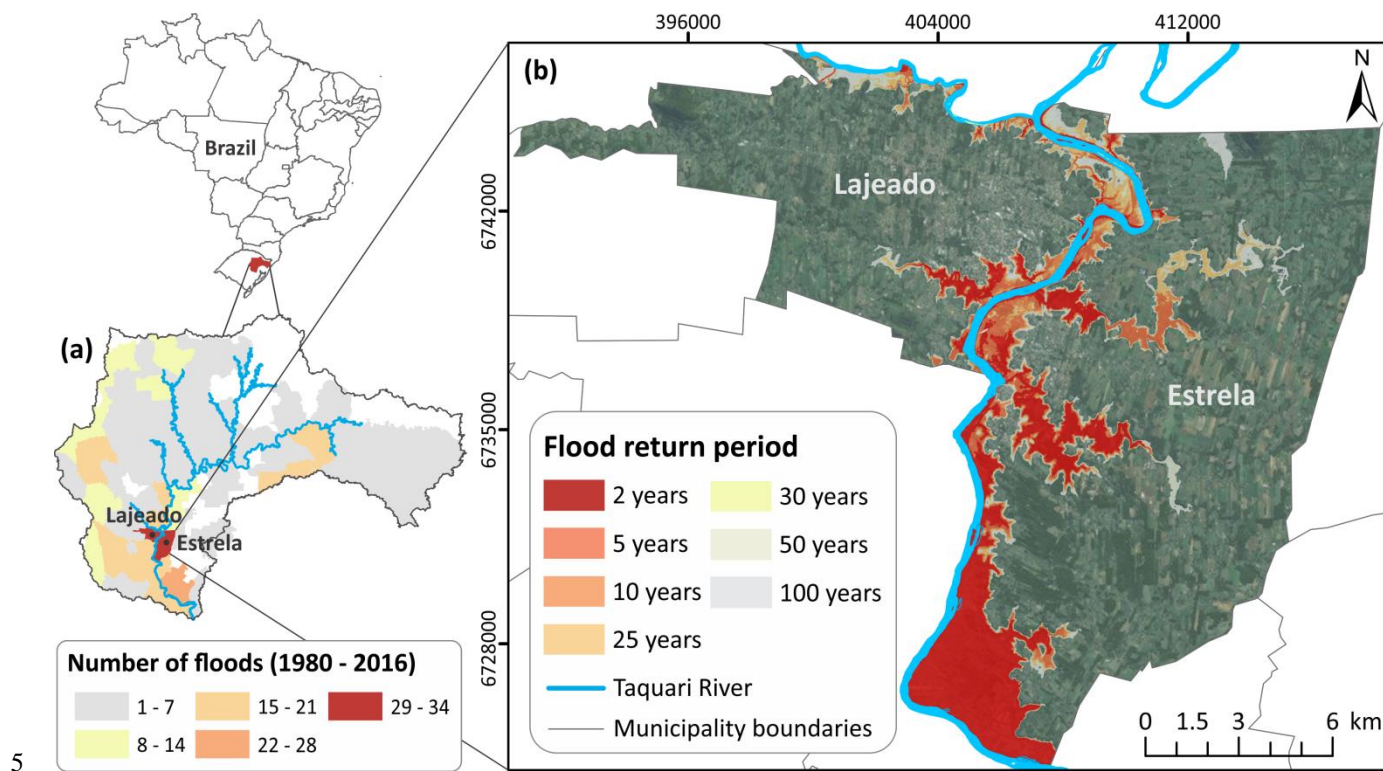 396000 404000 412000
(b)
N
Brazil
Lajeado
6742000
(a)
6735000
Estrela
Flood return period
2 years 30 years
5 years 50 years
10 years 100 years
25 years
Taquari River
Municipality boundaries
Lajeado
Estrela
6728000
Number of floods (1980 - 2016)
1 - 7 15 - 21 29 - 34
8 - 14 22 - 28
0 1.5 3 6 km
5